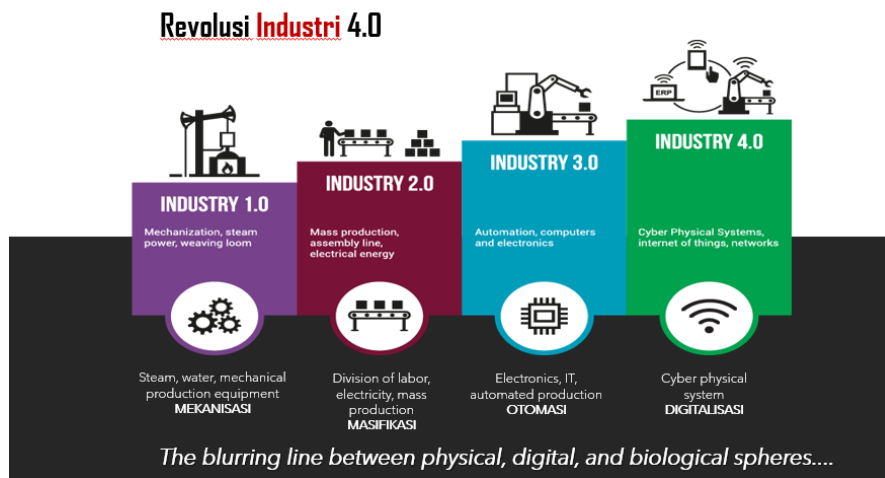 Revolusi Industri 4.0
ERP
INDUSTRY 1.0
Mechanization, steam
power, weaving loom
INDUSTRY 2.0
Mass production,
assembly line,
electrical energy
INDUSTRY 3.0
Automation, computers
and electronics
INDUSTRY 4.0
Cyber Physical Systems,
internet of things, networks
Steam, water, mechanical
production equipment
MEKANISASI
Division of labor,
electricity, mass
production
MASIFIKASI
Electronics, IT,
automated production
OTOMASI
Cyber physical
system
DIGITALISASI
The blurring line between physical, digital, and biological spheres....